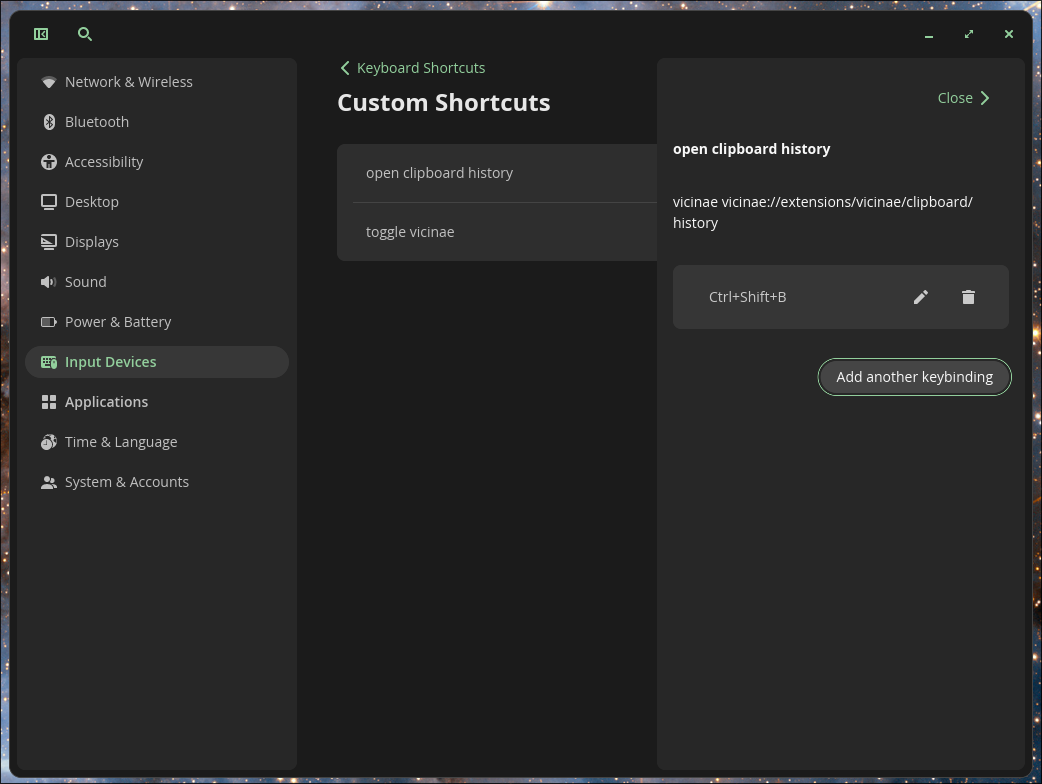 Network & Wireless
Bluetooth
Accessibility
Desktop
Displays
Sound
Power & Battery
Input Devices
Applications
Time & Language
System & Accounts
Keyboard Shortcuts
Custom Shortcuts
open clipboard history
toggle vicinae
Close
open clipboard history
vicinae vicinae://extensions/vicinae/clipboard/
history
Ctrl+Shift+B
Add another keybinding